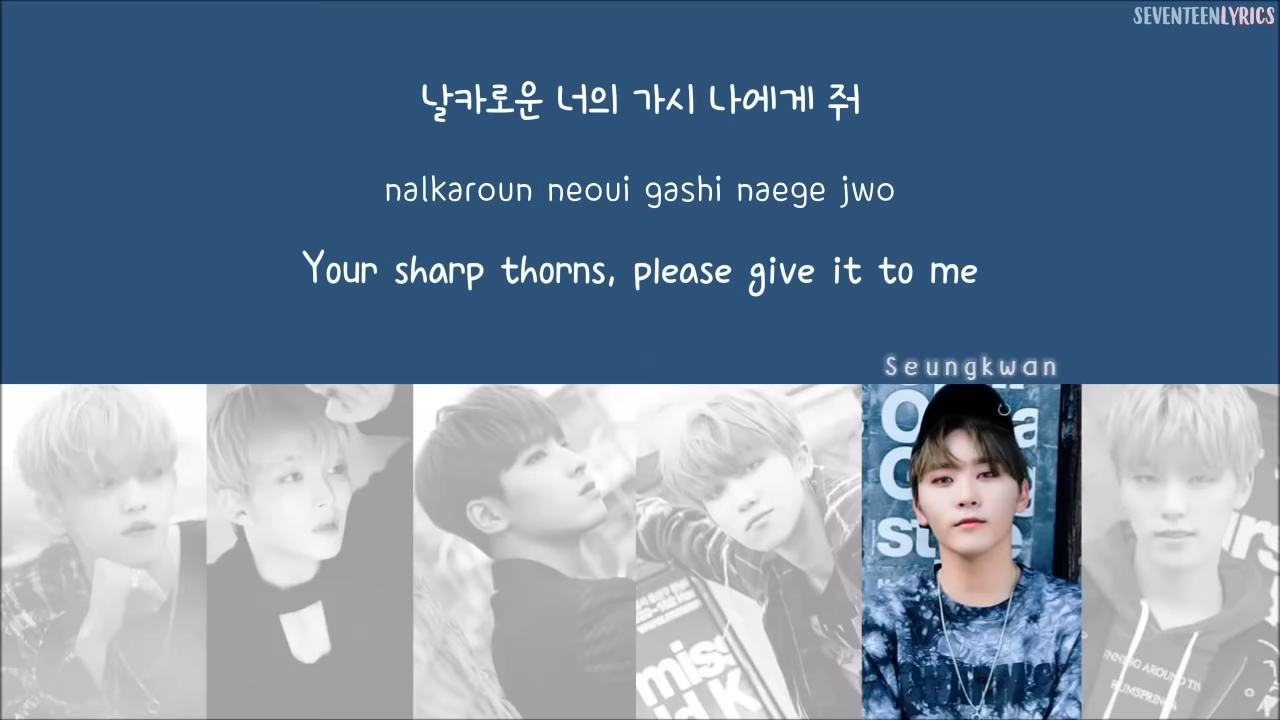 SEVENTEENLYRICS
날카로운 너의 가시 나에게 줘
nalkaroun neoui gashi naege jwo
Your sharp thorns, please give it to me
Seungkwan